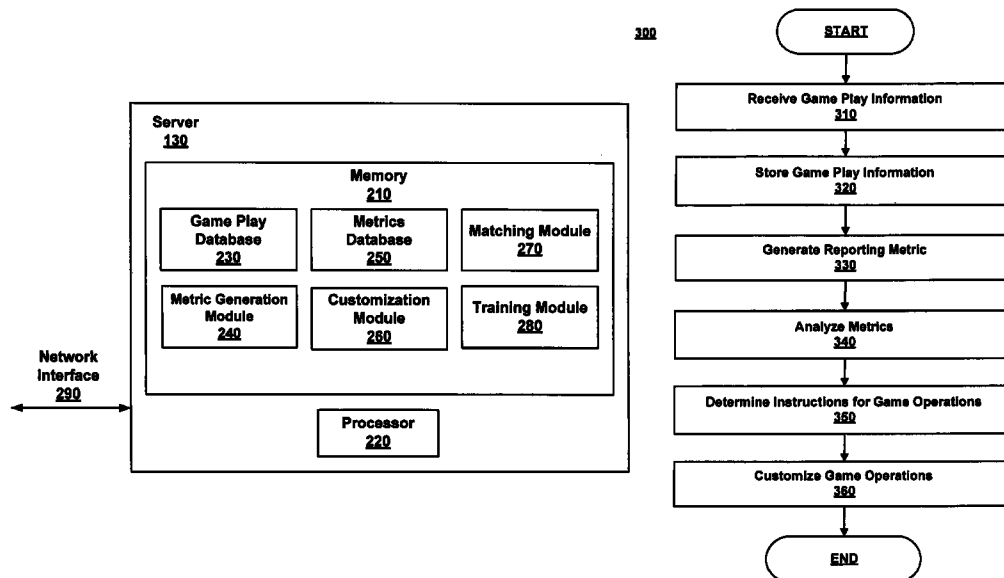 Server
130
Memory
210
Game Play
Database
230
Metrics
Database
250
Matching Module
270
Metric Generation
Module
240
Customization
Module
260
Training Module
280
Network
Interface
290
Processor
220
300
START
Receive Game Play Information
310
Store Game Play Information
320
Generate Reporting Metric
330
Analyze Metrics
340
Determine Instructions for Game Operations
350
Customize Game Operations
360
END